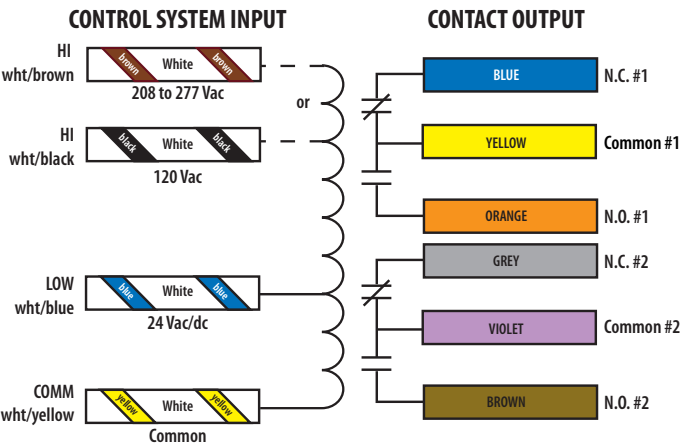 CONTROL SYSTEM INPUT
CONTACT OUTPUT
HI
wht/brown
brown
White
brown
208 to 277 Vac
or
HI
wht/black
black
White
black
120 Vac
LOW
wht/blue
blue
White
blue
24 Vac/dc
COMM
wht/yellow
yellow
White
yellow
Common
BLUE
N.C. #1
YELLOW
Common #1
ORANGE
N.O. #1
GREY
N.C. #2
VIOLET
Common #2
BROWN
N.O. #2